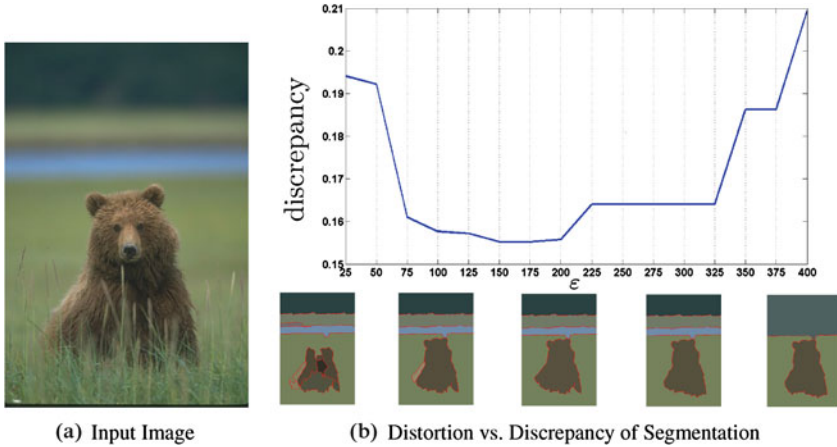 0.21
0.2
0.19
0.18
0.17
0.16
0.15
discrepancy
25 50 75 100 125 150 175 200 225 250 275 300 325 350 375 400
ε
(a) Input Image
(b) Distortion vs. Discrepancy of Segmentation